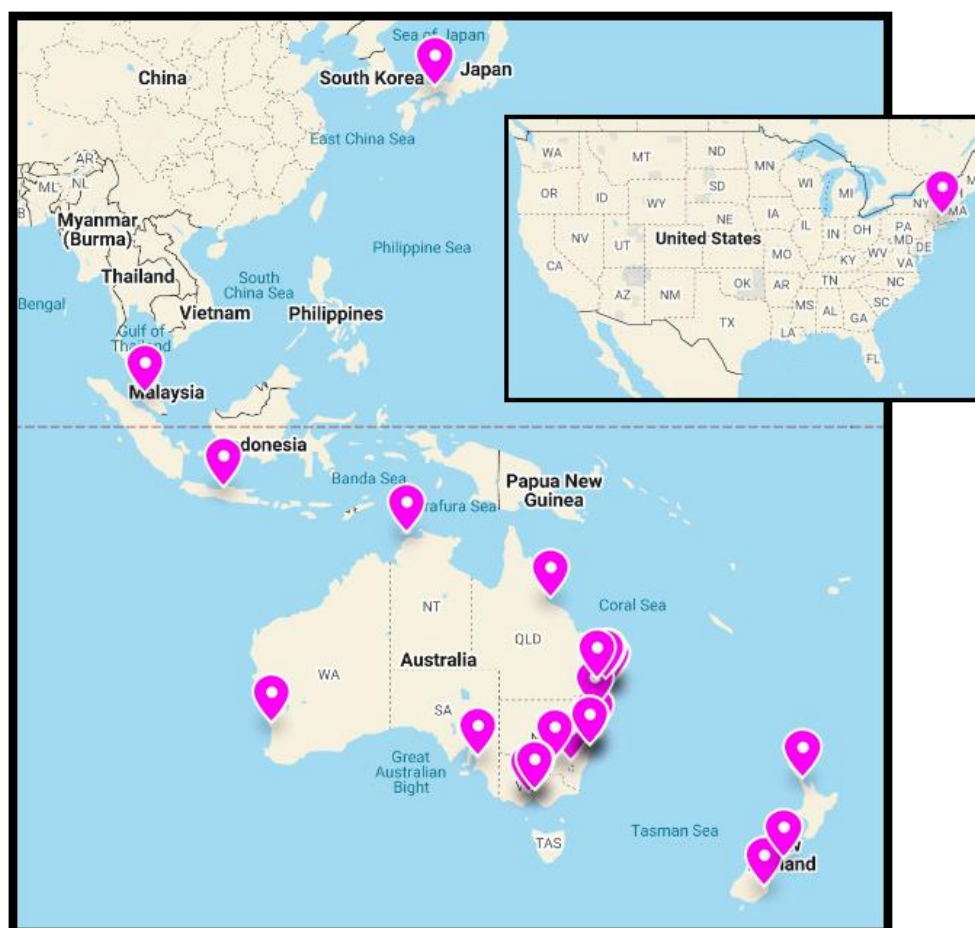 Sea of Japan
China
South Korea
Japan
East China Sea
AR
ML
NL
Myanmar
(Burma)
Philippine Sea
Thailand
South
China Sea
Bengal
Vietnam
Philippines
Gulf of
Thailand
Malaysia
donesia
Banda Sea
Papua New
Guinea
rafura Sea
NT
Coral Sea
QLD
Australia
WA
SA
Great
Australian
Bight
Tasman Sea
TAS
land
WA
MT
ND
MN
OR
ID
SD
WI
MI
NY
MA
WY
IA
NE
PA
NV
UT
United States
IL
IN
OH
MD
DE
CA
MO
KY
WV
VA
AZ
NM
OK
AR
TN
NC
MS
AL
GA
SC
TX
LA
FL